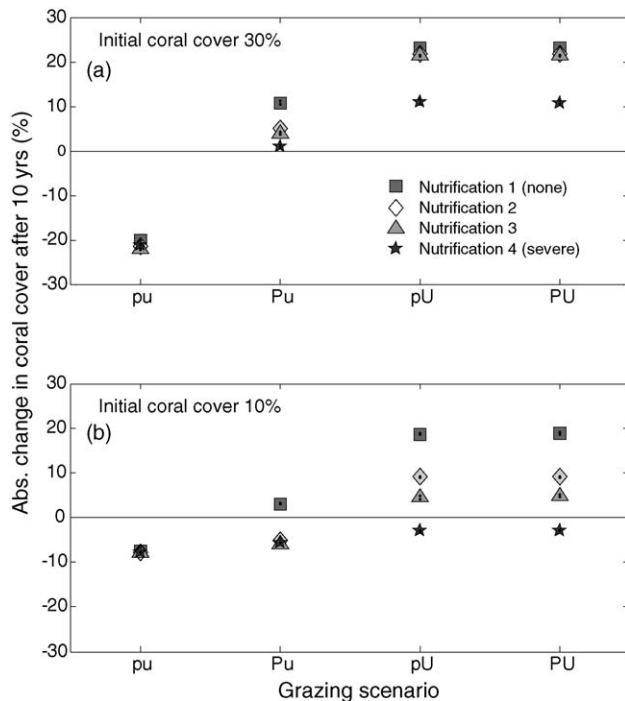 Abs. change in coral cover after 10 yrs (%)
30
Initial coral cover 30%
20
(a)
10
0
Nutrification 1 (none)
-10
Nutrification 2
Nutrification 3
-20
Nutrification 4 (severe)
-30
pu Pu pU PU
30
Initial coral cover 10%
20
(b)
10
0
-10
-20
-30
pu Pu pU PU
Grazing scenario